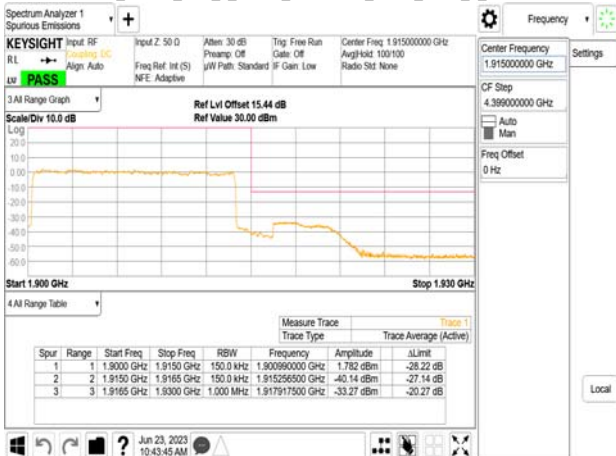 Spectrum Analyzer 1
Spurious Emissions
Frequency
KEYSIGHT Input: RF Input Z: 50 Ω Atten: 30 dB Trig: Free Run Center Freq: 1.915000000 GHz
RL Coupling: DC Preamp: Off Gate: Off Avg|Hold: 100/100
Align: Auto Freq Ref: Int (S) µW Path: Standard IF Gain: Low Radio Std: None
NFE: Adaptive
PASS
Center Frequency
1.915000000 GHz
Settings
CF Step
4.399000000 GHz
Auto
Man
Freq Offset
0 Hz
3 All Range Graph
Ref Lvl Offset 15.44 dB
Scale/Div 10.0 dB Ref Value 30.00 dBm
Log
20.0
10.0
0.00
-10.0
-20.0
-30.0
-40.0
-50.0
-60.0
Start 1.900 GHz Stop 1.930 GHz
4 All Range Table
Measure Trace Trace 1
Trace Type Trace Average (Active)
Spur Range Start Freq Stop Freq RBW Frequency Amplitude ΔLimit
1 1 1.9000 GHz 1.9150 GHz 150.0 kHz 1.900990000 GHz 1.782 dBm -28.22 dB
2 2 1.9150 GHz 1.9165 GHz 150.0 kHz 1.915256500 GHz -40.14 dBm -27.14 dB
3 3 1.9165 GHz 1.9300 GHz 1.000 MHz 1.917917500 GHz -33.27 dBm -20.27 dB
Local
Jun 23, 2023
10:43:45 AM